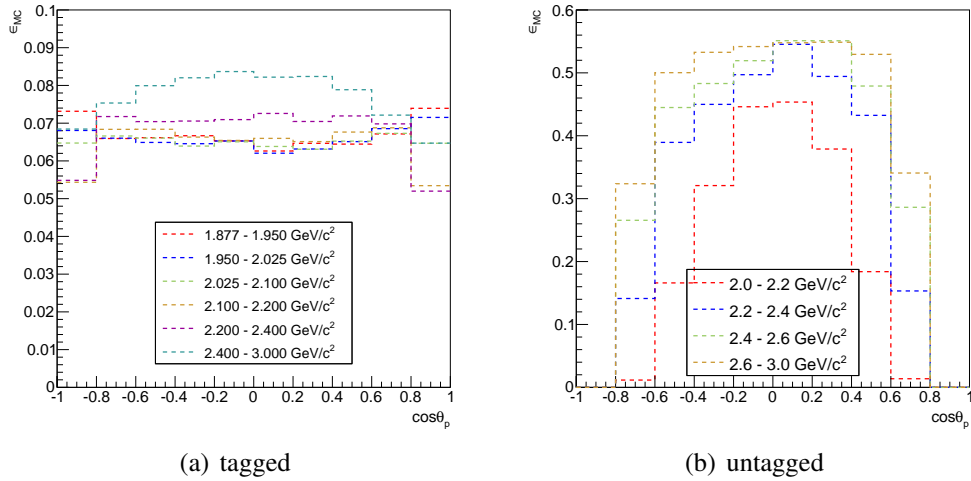 ε_MC
0.1
0.09
0.08
0.07
0.06
0.05
0.04
0.03
0.02
0.01
0
-1 -0.8 -0.6 -0.4 -0.2 0 0.2 0.4 0.6 0.8 1
cosθ_p
1.877 - 1.950 GeV/c²
1.950 - 2.025 GeV/c²
2.025 - 2.100 GeV/c²
2.100 - 2.200 GeV/c²
2.200 - 2.400 GeV/c²
2.400 - 3.000 GeV/c²
(a) tagged
ε_MC
0.6
0.5
0.4
0.3
0.2
0.1
0
-1 -0.8 -0.6 -0.4 -0.2 0 0.2 0.4 0.6 0.8 1
cosθ_p
2.0 - 2.2 GeV/c²
2.2 - 2.4 GeV/c²
2.4 - 2.6 GeV/c²
2.6 - 3.0 GeV/c²
(b) untagged